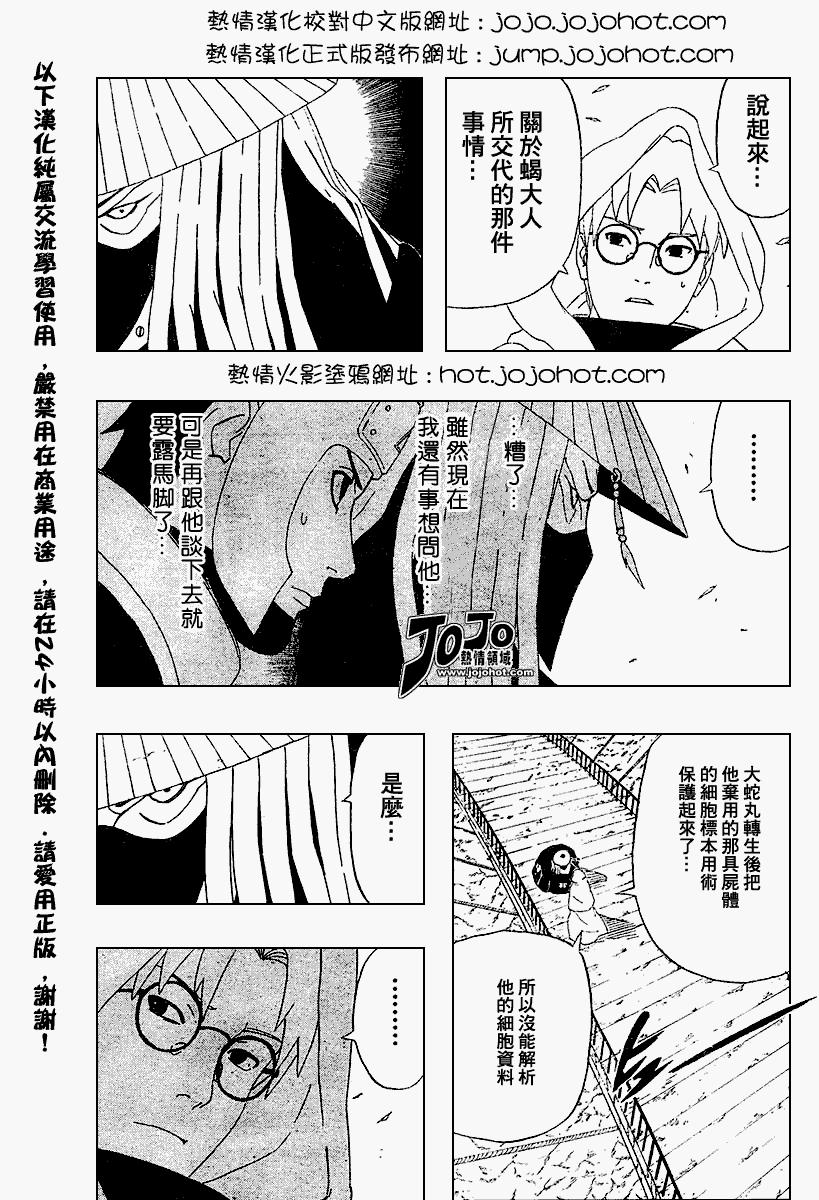 熱情漢化校對中文版網址：jojo.jojohot.com
熱情漢化正式版發布網址：jump.jojohot.com
以下漢化純屬交流學習使用，嚴禁用在商業用途，請在24小時以內刪除．請愛用正版，謝謝！
說起來…
關於蝎大人
所交代的那件
事情…
熱情火影塗鴉網址：hot.jojohot.com
………
…糟了…
雖然現在
我還有事想問他…
可是再跟他談下去就
要露馬脚了…
JOJO
熱情領域
www.jojohot.com
大蛇丸轉生後把
他棄用的那具屍體
的細胞標本用術
保護起來了…
所以沒能解析
他的細胞資料
是麼…
………